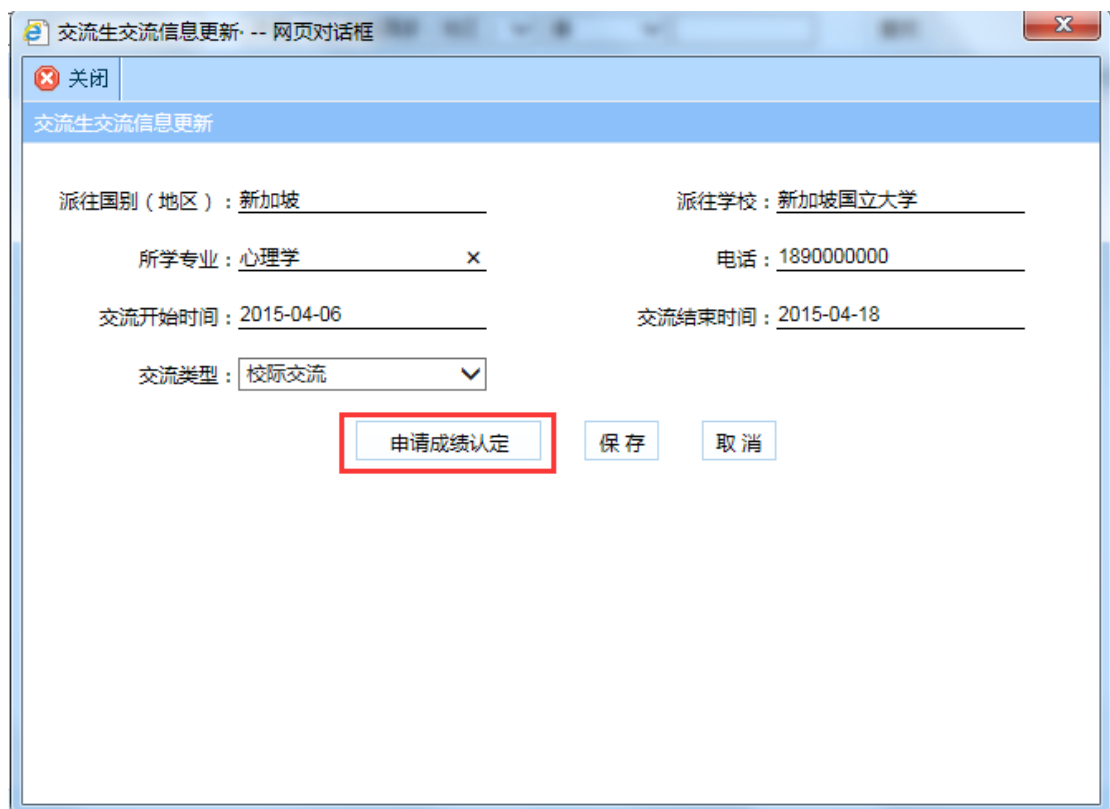 交流生交流信息更新· -- 网页对话框
关闭
交流生交流信息更新
派往国别（地区）：新加坡 派往学校：新加坡国立大学
所学专业：心理学 × 电话：1890000000
交流开始时间：2015-04-06 交流结束时间：2015-04-18
交流类型：校际交流
申请成绩认定 保存 取消